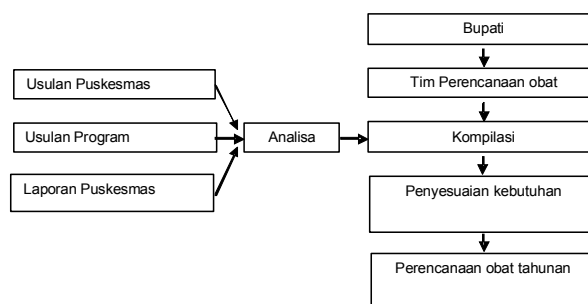 Bupati
Usulan Puskesmas
Tim Perencanaan obat
Usulan Program
Analisa
Kompilasi
Laporan Puskesmas
Penyesuaian kebutuhan
Perencanaan obat tahunan